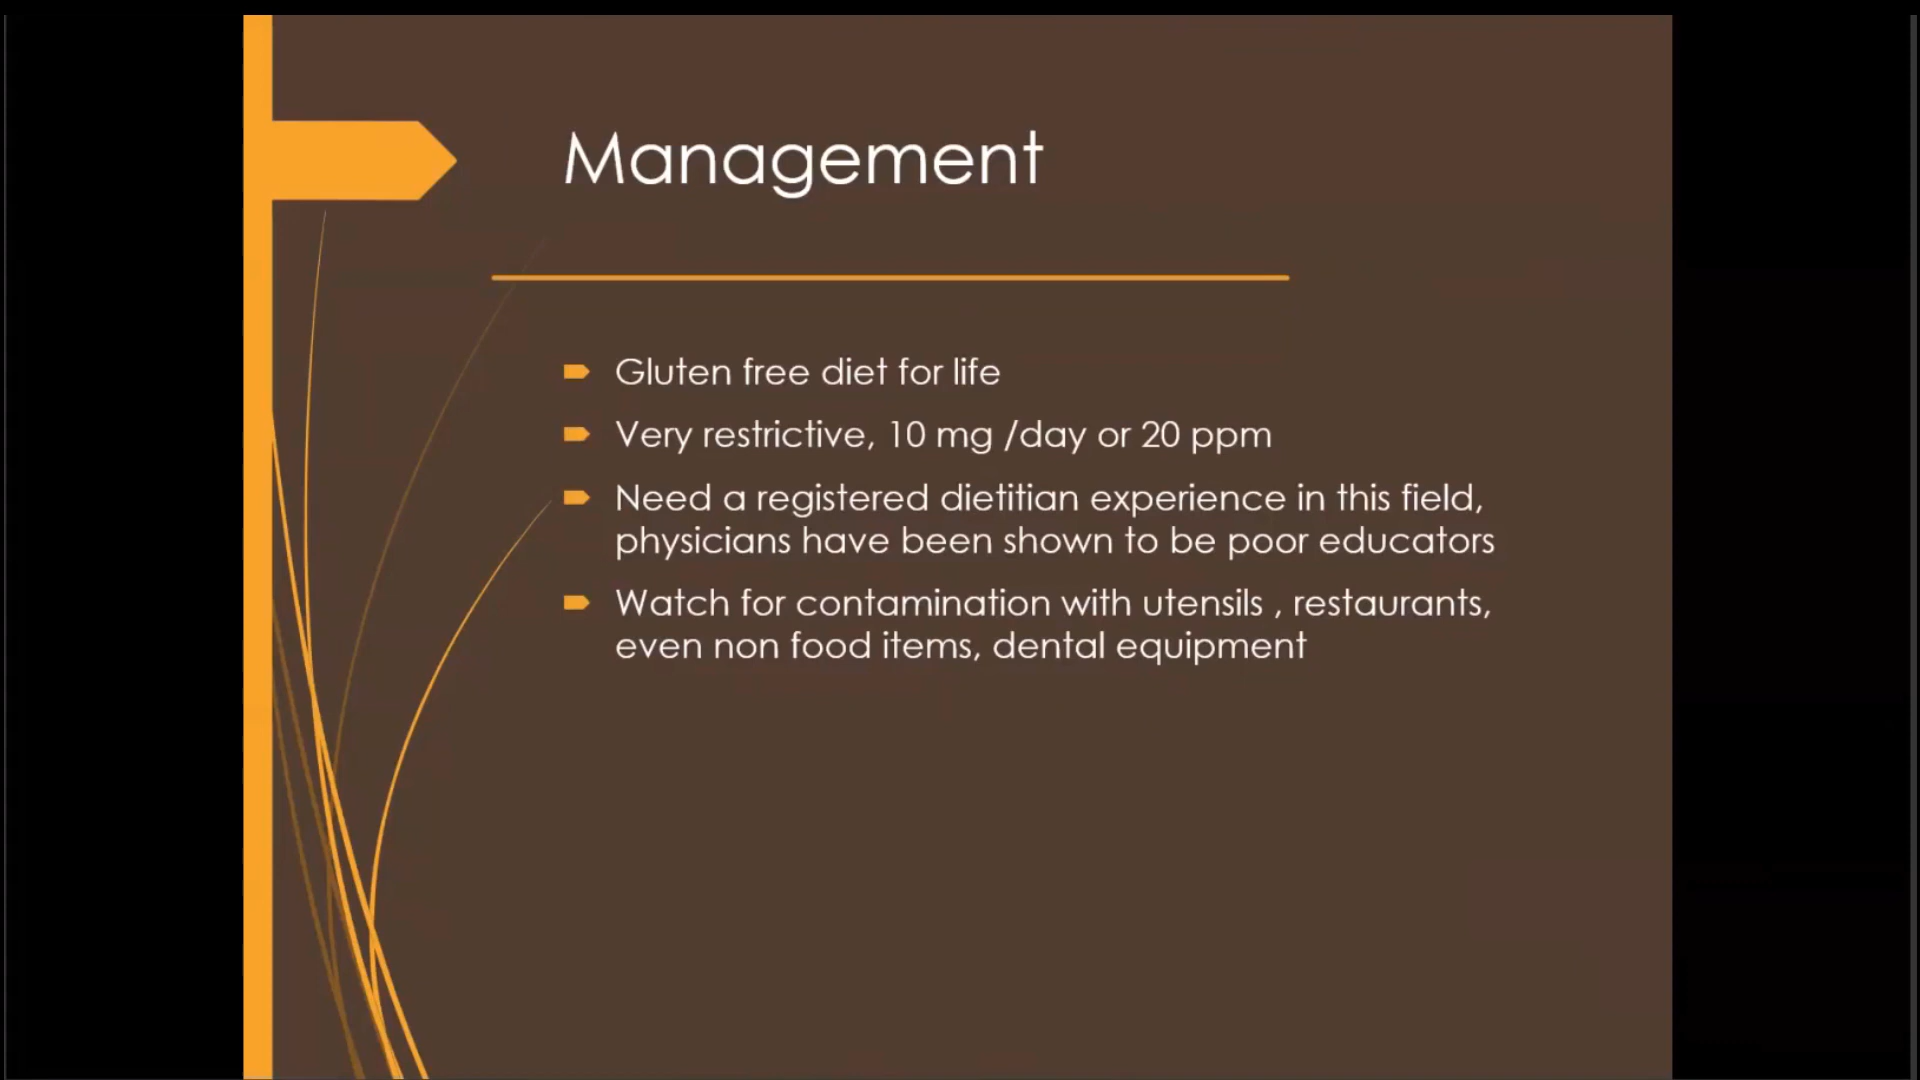 Management
Gluten free diet for life
Very restrictive, 10 mg /day or 20 ppm
Need a registered dietitian experience in this field,
physicians have been shown to be poor educators
Watch for contamination with utensils , restaurants,
even non food items, dental equipment